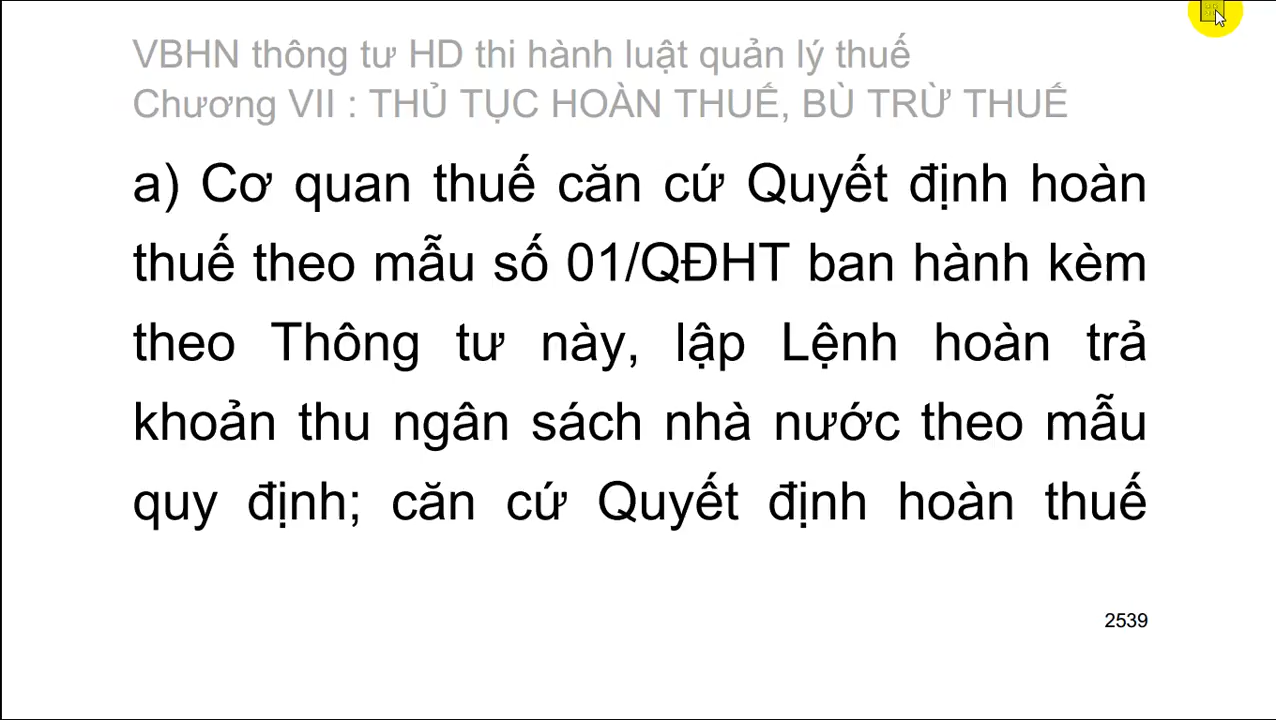 VBHN thông tư HD thi hành luật quản lý thuế
Chương VII : THỦ TỤC HOÀN THUẾ, BÙ TRỪ THUẾ
a) Cơ quan thuế căn cứ Quyết định hoàn
thuế theo mẫu số 01/QĐHT ban hành kèm
theo Thông tư này, lập Lệnh hoàn trả
khoản thu ngân sách nhà nước theo mẫu
quy định; căn cứ Quyết định hoàn thuế
2539